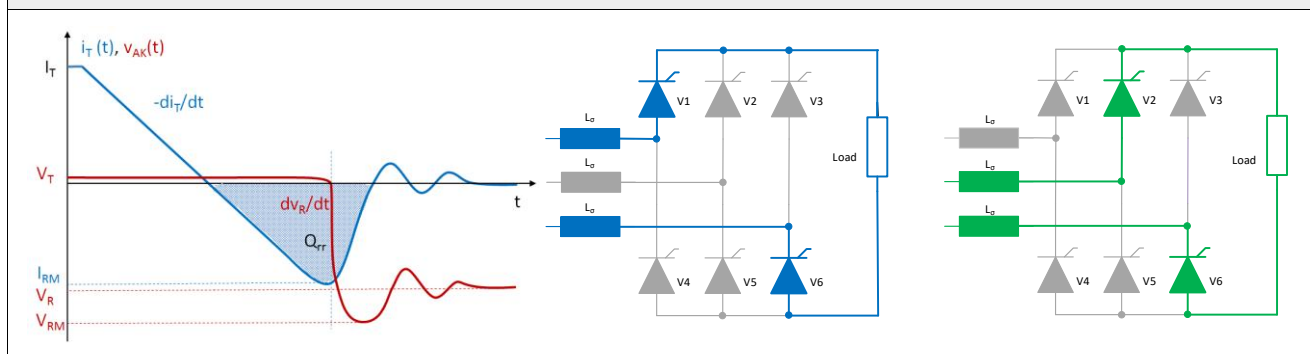 i_T (t), v_AK(t)
I_T
-di_T/dt
V_T
dv_R/dt
t
Q_rr
I_RM
V_R
V_RM
V1
V2
V3
L_σ
L_σ
L_σ
Load
V4
V5
V6
V1
V2
V3
L_σ
L_σ
L_σ
Load
V4
V5
V6